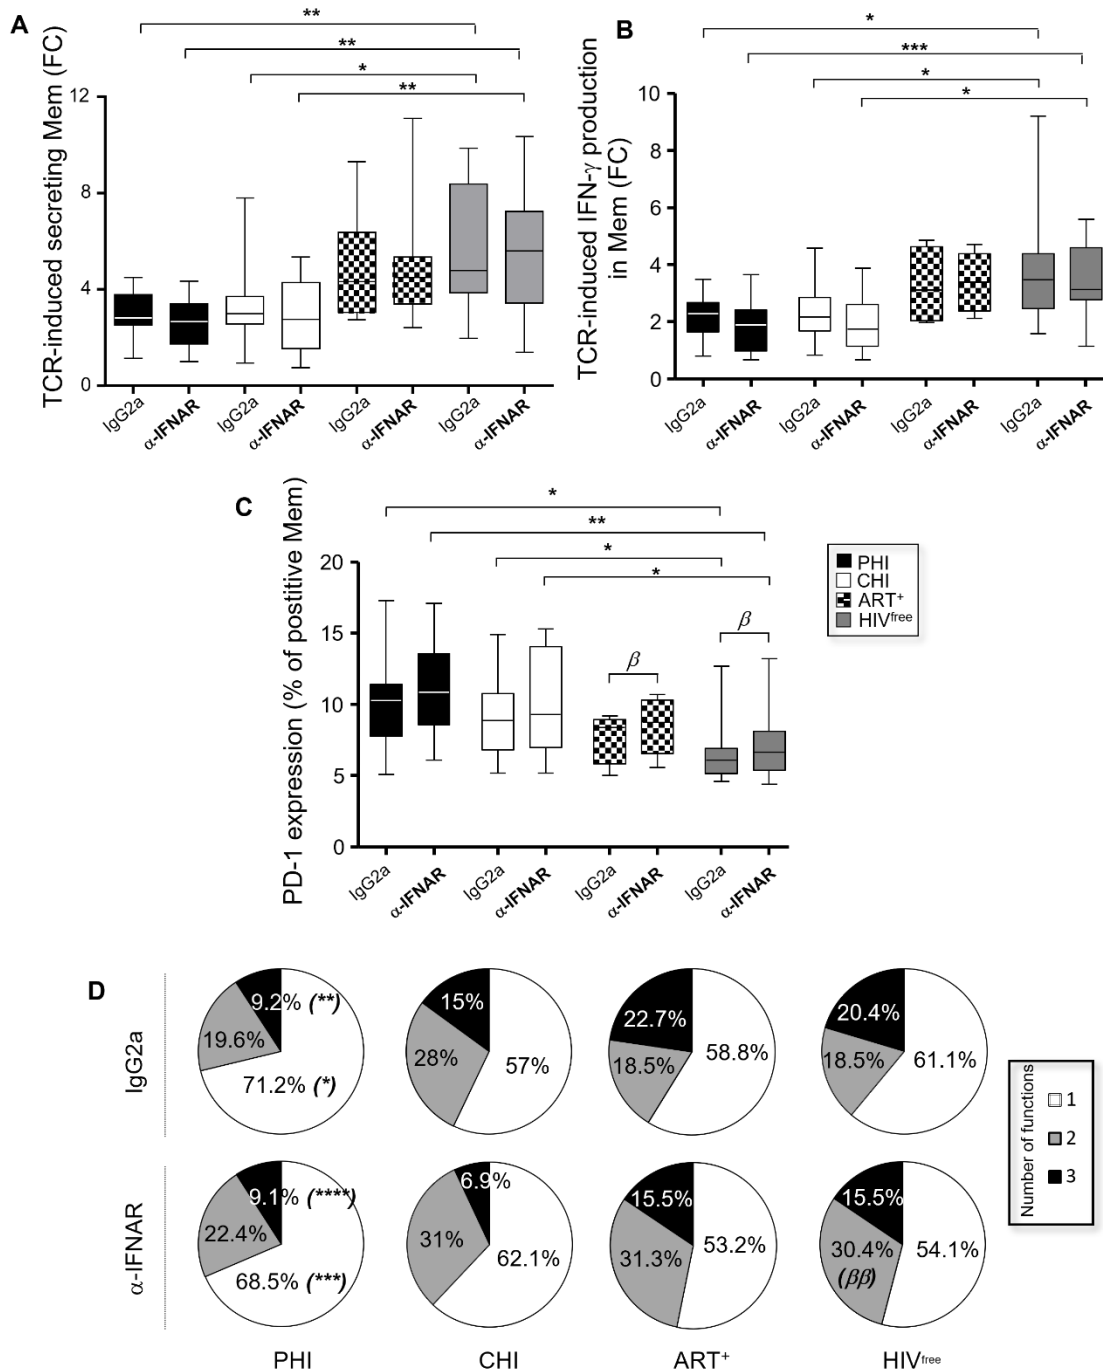 A
TCR-induced secreting Mem (FC)
**
**
*
**
12
8
4
0
IgG2a
α-IFNAR
IgG2a
α-IFNAR
IgG2a
α-IFNAR
IgG2a
α-IFNAR
B
TCR-induced IFN-γ production
in Mem (FC)
*
***
*
*
10
8
6
4
2
0
IgG2a
α-IFNAR
IgG2a
α-IFNAR
IgG2a
α-IFNAR
IgG2a
α-IFNAR
C
PD-1 expression (% of postitive Mem)
*
**
*
*
β
β
20
15
10
5
0
IgG2a
α-IFNAR
IgG2a
α-IFNAR
IgG2a
α-IFNAR
IgG2a
α-IFNAR
PHI
CHI
ART+
HIVfree
D
IgG2a
9.2% (**)
19.6%
71.2% (*)
15%
28%
57%
22.7%
18.5%
58.8%
20.4%
18.5%
61.1%
α-IFNAR
9.1% (****)
22.4%
68.5% (***)
6.9%
31%
62.1%
15.5%
31.3%
53.2%
15.5%
30.4%
(ββ)
54.1%
PHI
CHI
ART+
HIVfree
Number of functions
1
2
3